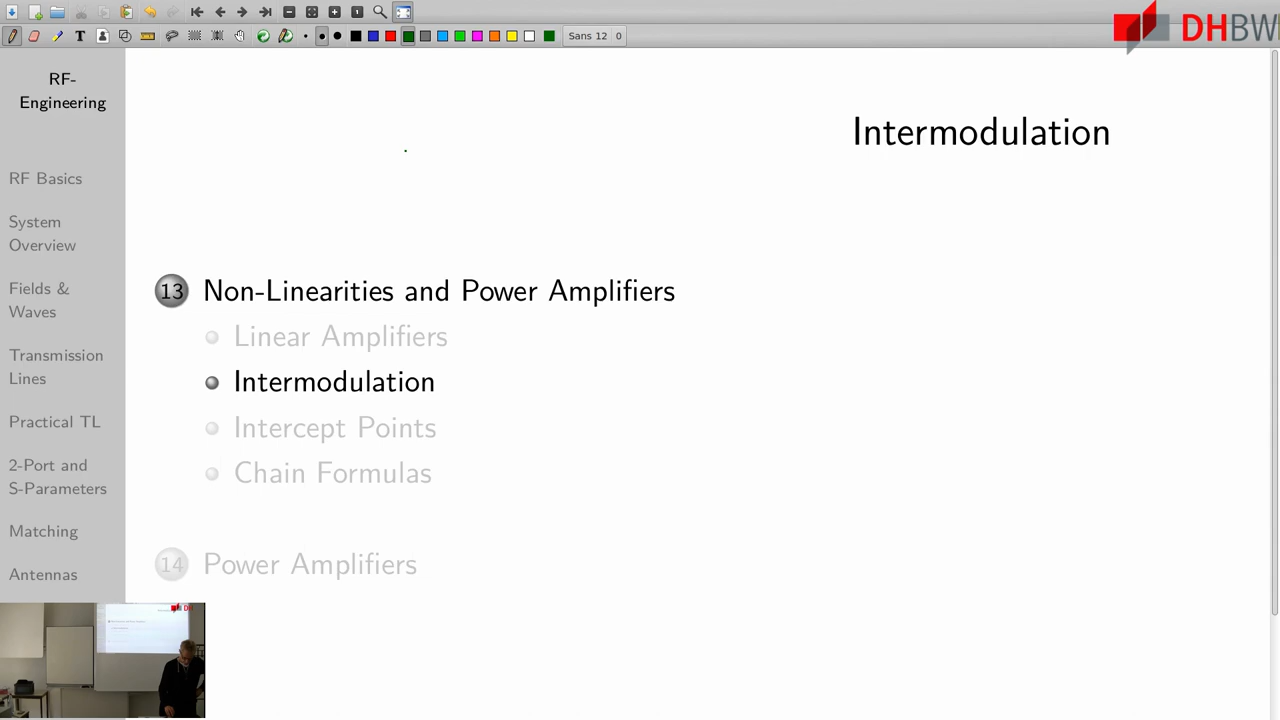 Sans 12 0
DHBW
RF-
Engineering
Intermodulation
RF Basics
System
Overview
Fields &
Waves
Transmission
Lines
Practical TL
2-Port and
S-Parameters
Matching
Antennas
13 Non-Linearities and Power Amplifiers
Linear Amplifiers
Intermodulation
Intercept Points
Chain Formulas
14 Power Amplifiers